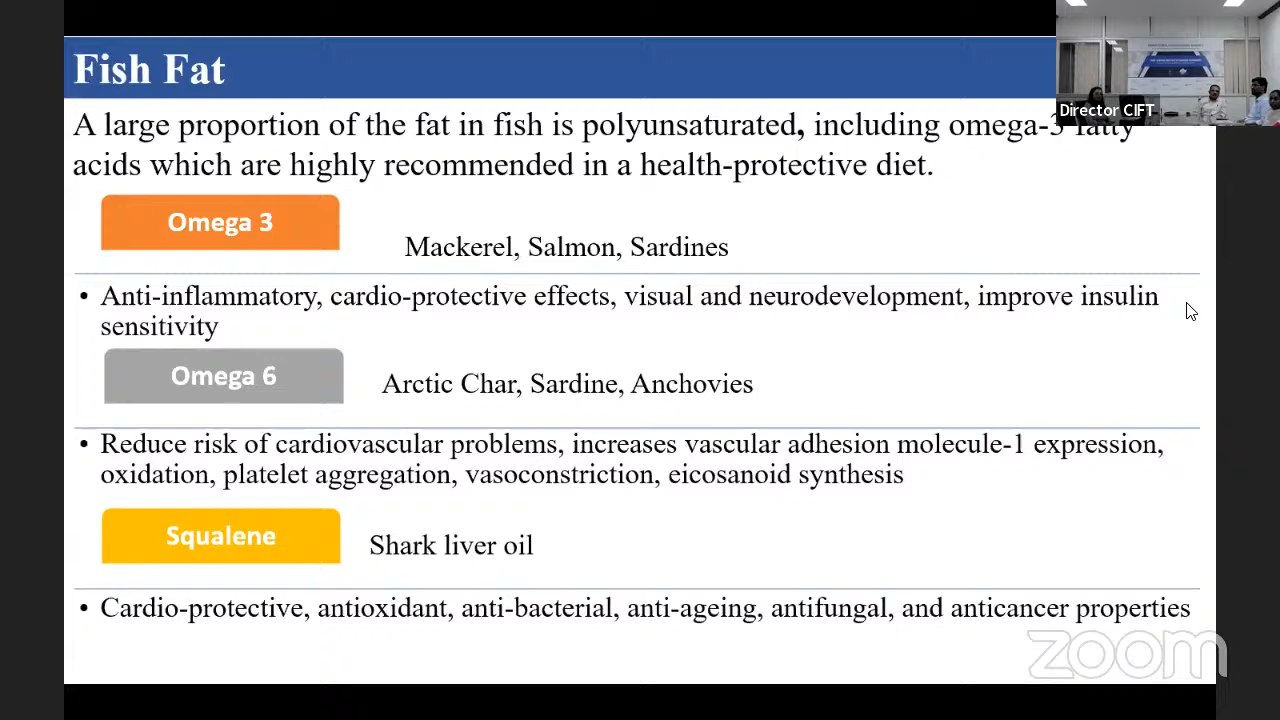 Fish Fat
Director CIFT
A large proportion of the fat in fish is polyunsaturated, including omega-3 fatty
acids which are highly recommended in a health-protective diet.
Omega 3
Mackerel, Salmon, Sardines
• Anti-inflammatory, cardio-protective effects, visual and neurodevelopment, improve insulin
sensitivity
Omega 6
Arctic Char, Sardine, Anchovies
• Reduce risk of cardiovascular problems, increases vascular adhesion molecule-1 expression,
oxidation, platelet aggregation, vasoconstriction, eicosanoid synthesis
Squalene
Shark liver oil
• Cardio-protective, antioxidant, anti-bacterial, anti-ageing, antifungal, and anticancer properties
zoom